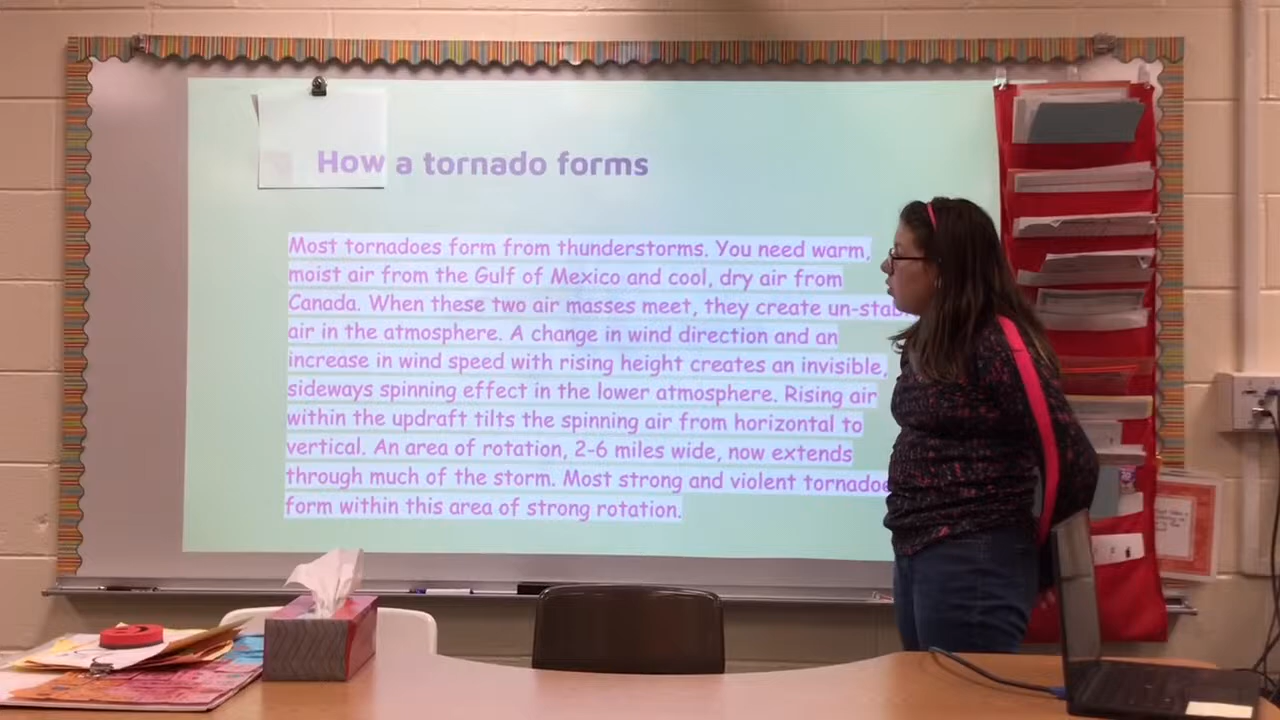 How a tornado forms
Most tornadoes form from thunderstorms. You need warm,
moist air from the Gulf of Mexico and cool, dry air from
Canada. When these two air masses meet, they create un-stab
air in the atmosphere. A change in wind direction and an
increase in wind speed with rising height creates an invisible,
sideways spinning effect in the lower atmosphere. Rising air
within the updraft tilts the spinning air from horizontal to
vertical. An area of rotation, 2-6 miles wide, now extends
through much of the storm. Most strong and violent tornadoe
form within this area of strong rotation.